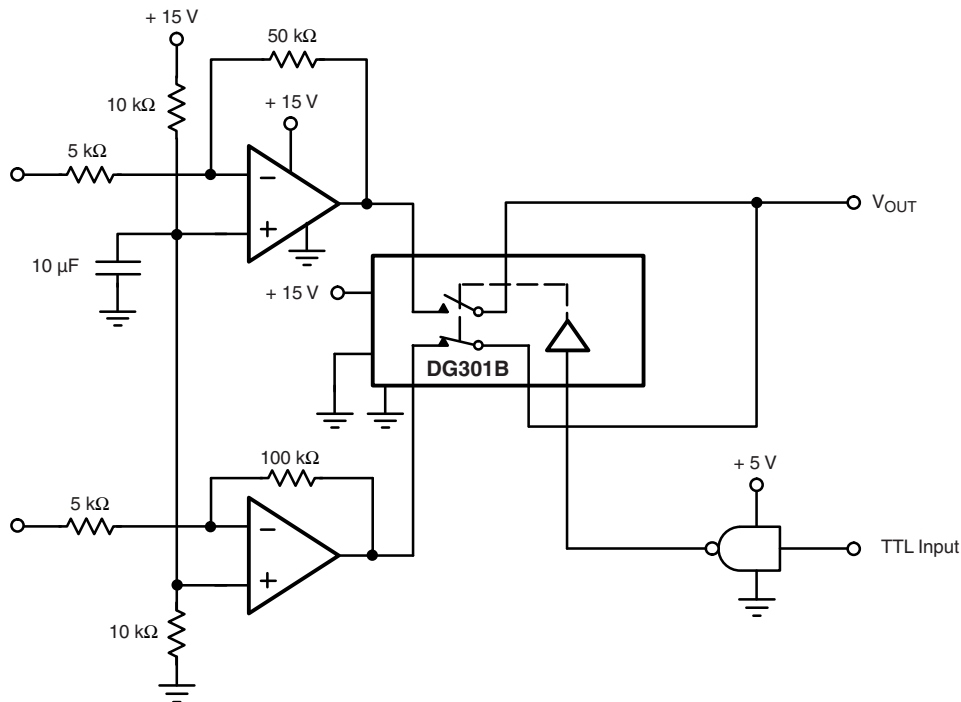 + 15 V
50 kΩ
10 kΩ
+ 15 V
5 kΩ
−
+
VOUT
10 µF
+ 15 V
DG301B
100 kΩ
5 kΩ
+ 5 V
−
TTL Input
+
10 kΩ